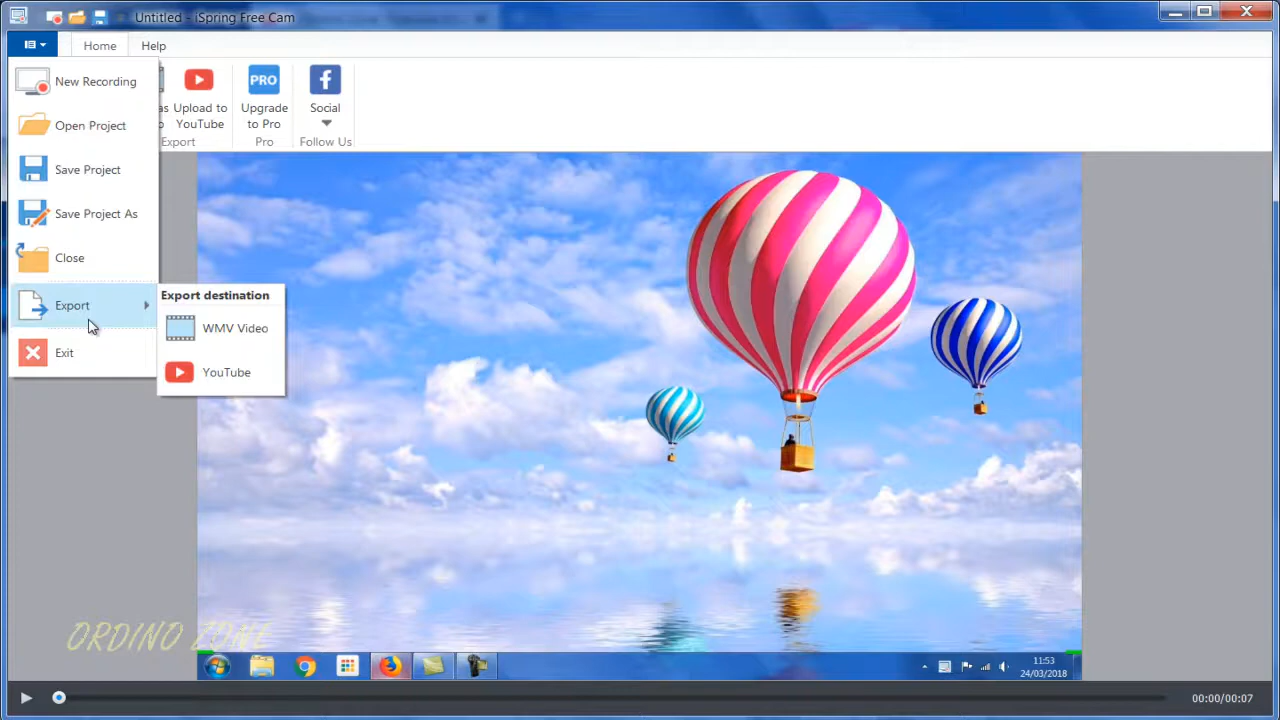 Untitled - iSpring Free Cam
Home
Help
New Recording
Open Project
Save Project
Save Project As
Close
Export
Exit
Export destination
WMV Video
YouTube
as
Upload to
YouTube
Export
PRO
Upgrade
to Pro
Pro
Social
Follow Us
ORDINO ZONE
11:53
24/03/2018
00:00/00:07